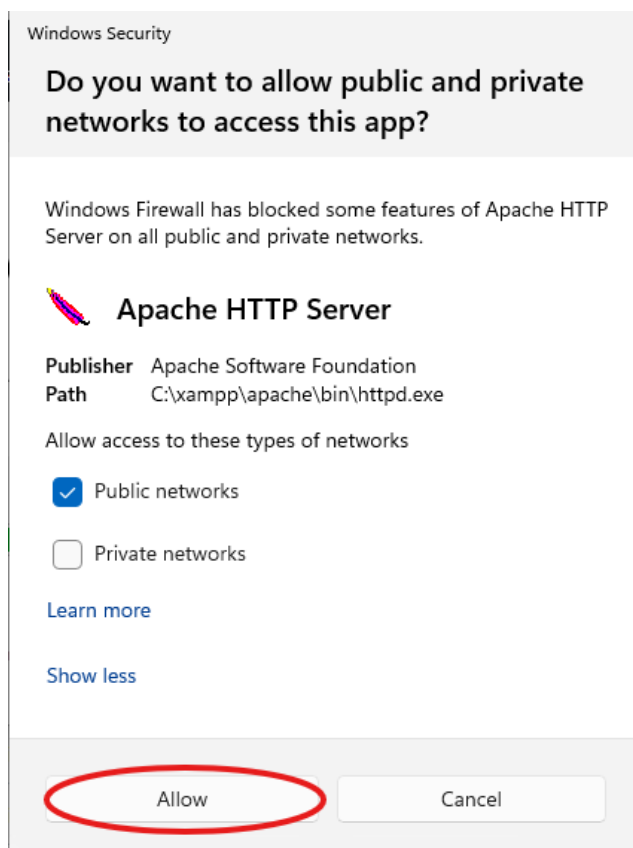 Windows Security
Do you want to allow public and private
networks to access this app?
Windows Firewall has blocked some features of Apache HTTP
Server on all public and private networks.
Apache HTTP Server
Publisher Apache Software Foundation
Path C:\xampp\apache\bin\httpd.exe
Allow access to these types of networks
Public networks
Private networks
Learn more
Show less
Allow Cancel